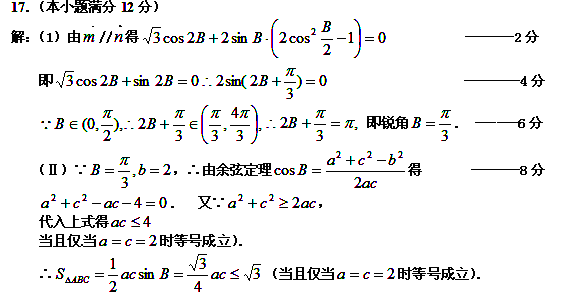 17. (本小题满分 12 分)
解: (1) 由 $\vec{m} // \vec{n}$ 得 $\sqrt{3}\cos 2B + 2\sin B \cdot \left(2\cos^2 \frac{B}{2} - 1\right) = 0$ ————2 分
即 $\sqrt{3}\cos 2B + \sin 2B = 0 \therefore 2\sin(2B + \frac{\pi}{3}) = 0$ ————4 分
$\because B \in (0, \frac{\pi}{2}), \therefore 2B + \frac{\pi}{3} \in \left(\frac{\pi}{3}, \frac{4\pi}{3}\right), \therefore 2B + \frac{\pi}{3} = \pi,$ 即锐角 $B = \frac{\pi}{3}$. ———6 分
(Ⅱ) $\because B = \frac{\pi}{3}, b = 2, \therefore$ 由余弦定理 $\cos B = \frac{a^2 + c^2 - b^2}{2ac}$ 得 ————8 分
$a^2 + c^2 - ac - 4 = 0$. 又$\because a^2 + c^2 \geq 2ac$,
代入上式得 $ac \leq 4$
当且仅当 $a = c = 2$ 时等号成立).
$\therefore S_{\Delta ABC} = \frac{1}{2}ac\sin B = \frac{\sqrt{3}}{4}ac \leq \sqrt{3}$ (当且仅当 $a = c = 2$ 时等号成立).